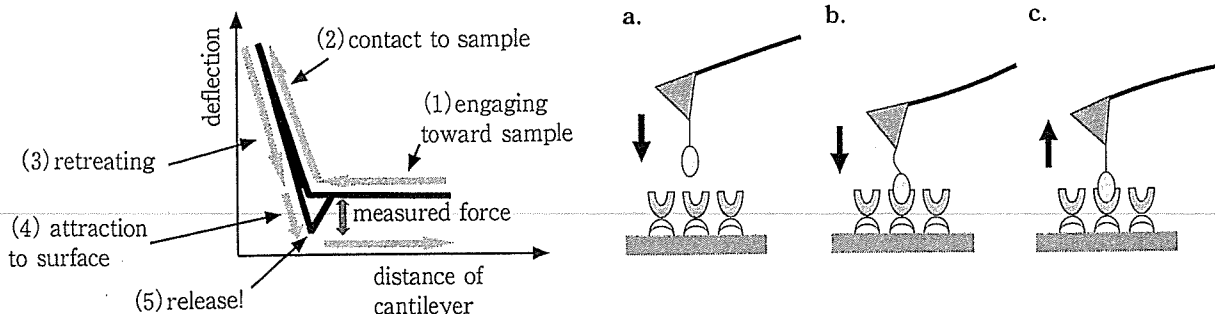 deflection
(2) contact to sample
(1) engaging
toward sample
(3) retreating
measured force
(4) attraction
to surface
(5) release!
distance of
cantilever
a.
b.
c.